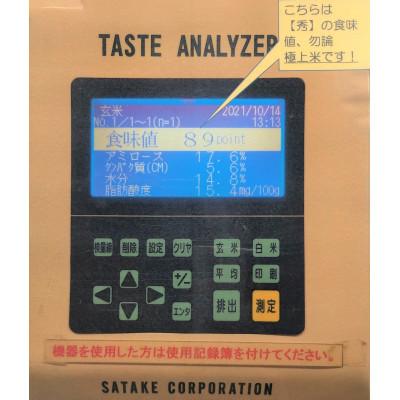 こちらは
【秀】の食味
値、勿論
極上米です！
TASTE ANALYZER
玄米 2021/10/14
No.1／1〜1(n=1) 13:13
食味値 89point
アミロース 17.6%
ﾀﾝﾊﾟｸ質(CM) 5.6%
水分 14.8%
脂肪酸度 15.4mg/100g
検量線 削除 設定 クリヤ 玄米 白米
+/− 平均 印刷
エンタ 排出 測定
機器を使用した方は使用記録簿を付けてください。
SATAKE CORPORATION